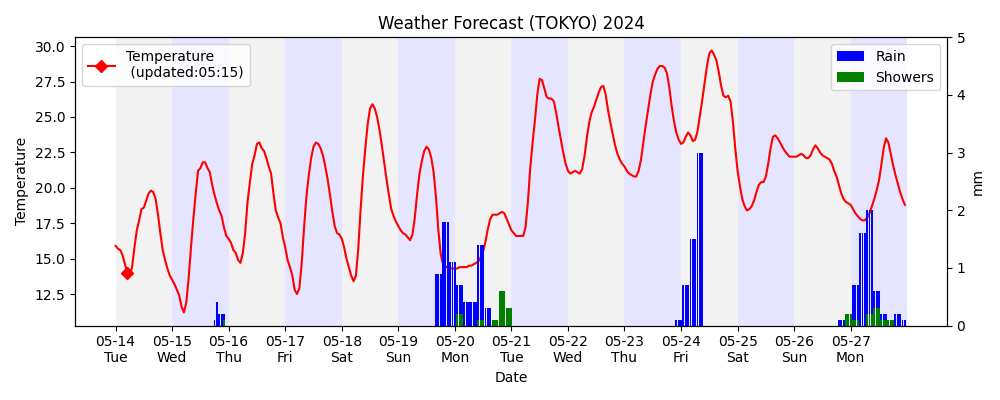 Weather Forecast (TOKYO) 2024
Temperature
(updated:05:15)
Rain
Showers
30.0
27.5
25.0
22.5
20.0
17.5
15.0
12.5
Temperature
5
4
3
2
1
0
mm
05-14 05-15 05-16 05-17 05-18 05-19 05-20 05-21 05-22 05-23 05-24 05-25 05-26 05-27
Tue Wed Thu Fri Sat Sun Mon Tue Wed Thu Fri Sat Sun Mon
Date